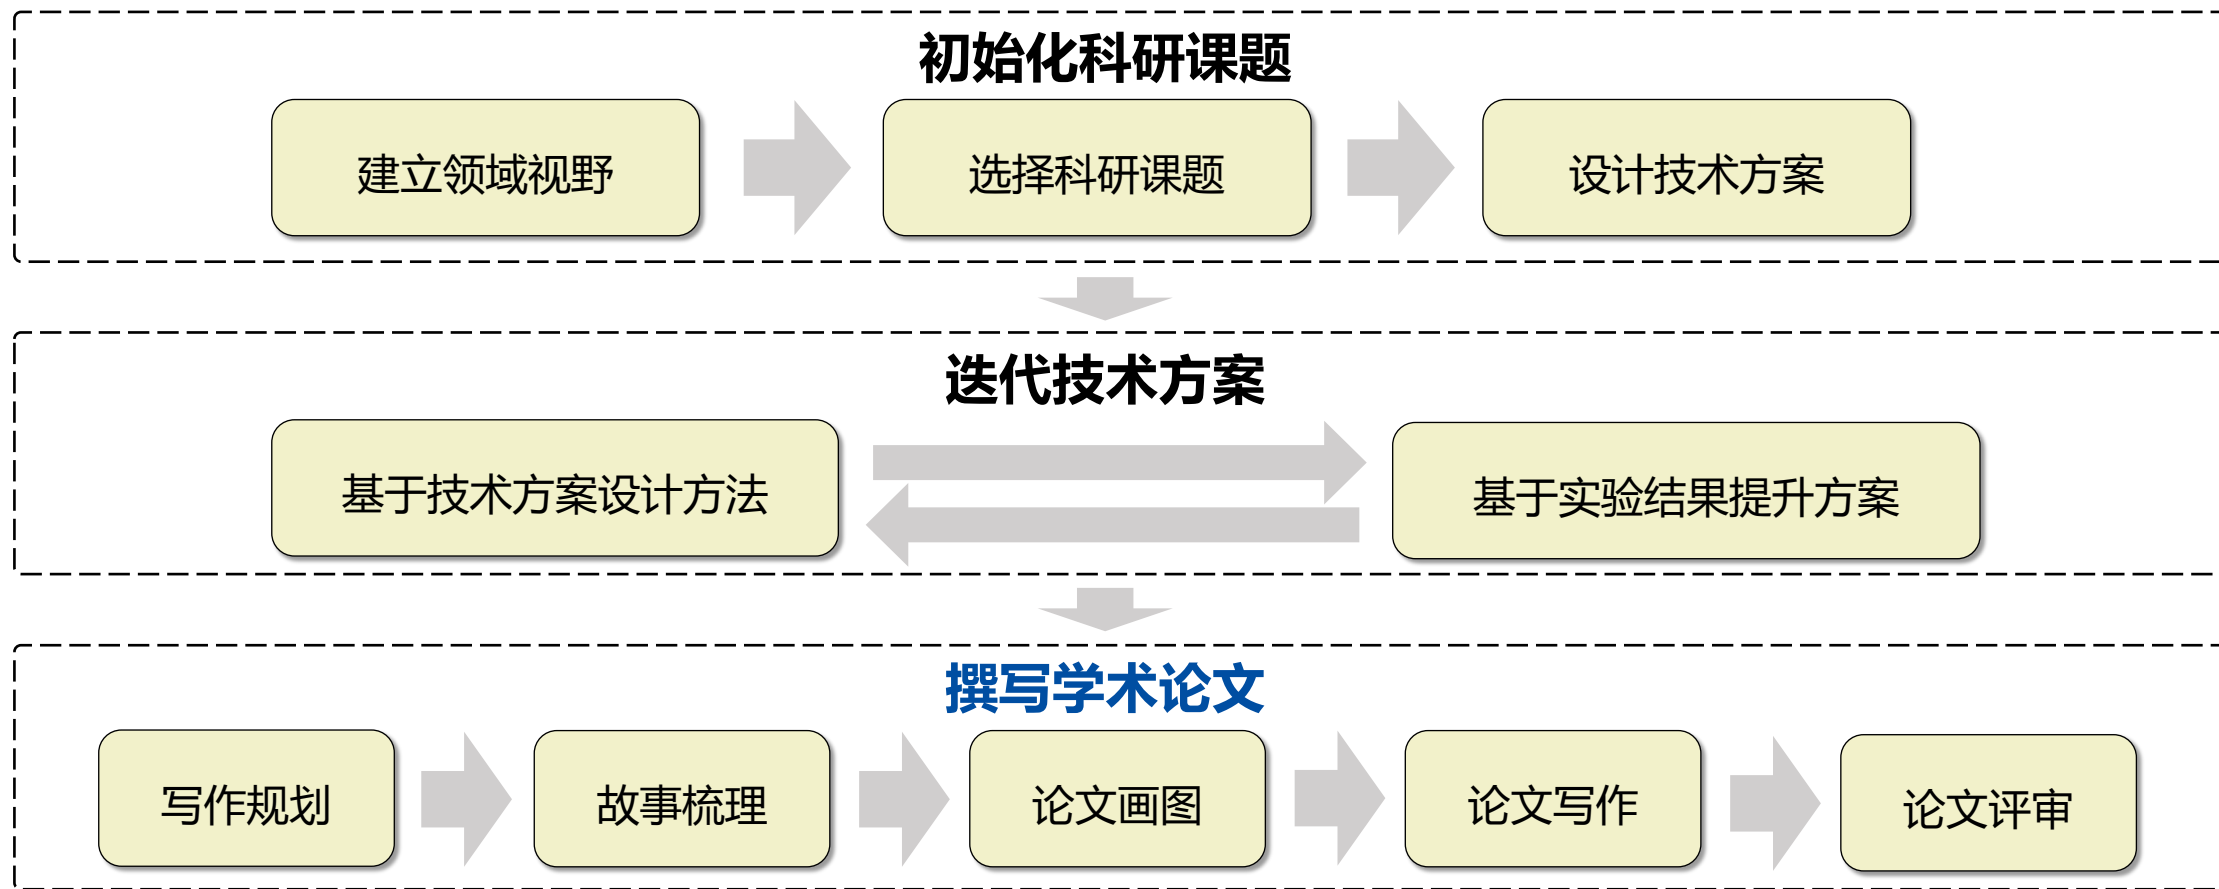 初始化科研课题
建立领域视野
选择科研课题
设计技术方案
迭代技术方案
基于技术方案设计方法
基于实验结果提升方案
撰写学术论文
写作规划
故事梳理
论文画图
论文写作
论文评审